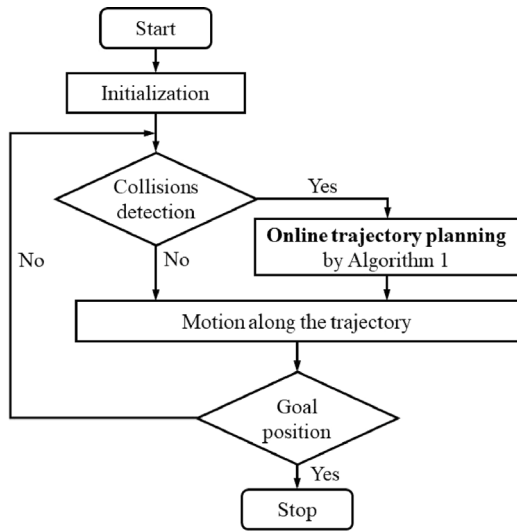 Start
Initialization
Collisions
detection
Yes
Online trajectory planning
by Algorithm 1
No
No
Motion along the trajectory
Goal
position
Yes
Stop